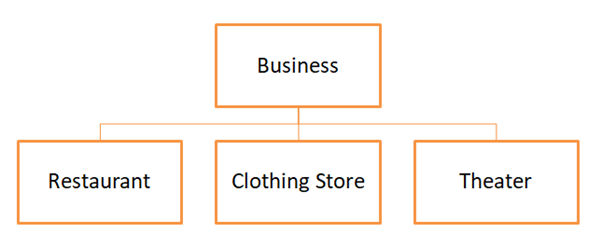 Business
Restaurant
Clothing Store
Theater